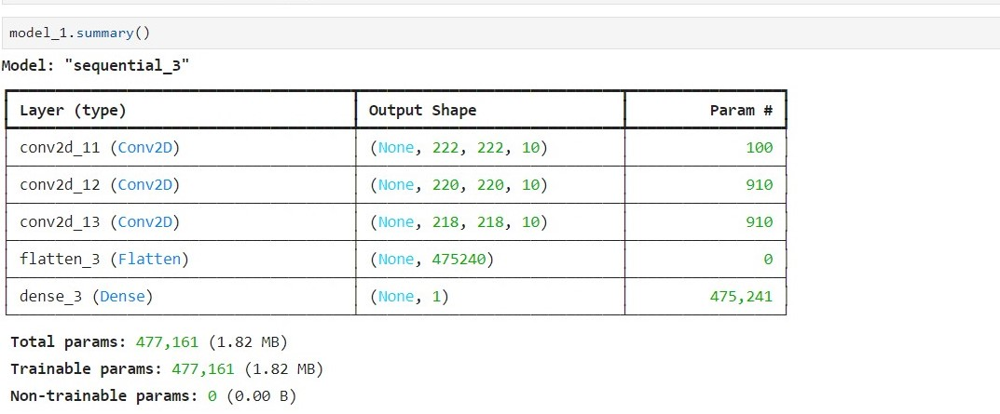 model_1.summary()
Model: "sequential_3"
Layer (type) Output Shape Param #
conv2d_11 (Conv2D) (None, 222, 222, 10) 100
conv2d_12 (Conv2D) (None, 220, 220, 10) 910
conv2d_13 (Conv2D) (None, 218, 218, 10) 910
flatten_3 (Flatten) (None, 475240) 0
dense_3 (Dense) (None, 1) 475,241
Total params: 477,161 (1.82 MB)
Trainable params: 477,161 (1.82 MB)
Non-trainable params: 0 (0.00 B)